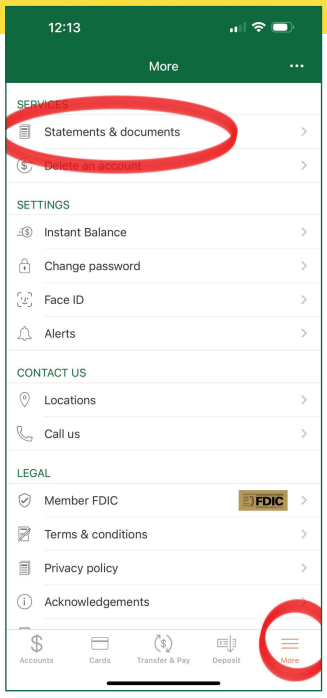 12:13
More
SERVICES
Statements & documents
Delete an account
SETTINGS
Instant Balance
Change password
Face ID
Alerts
CONTACT US
Locations
Call us
LEGAL
Member FDIC
FDIC
Terms & conditions
Privacy policy
Acknowledgements
Accounts
Cards
Transfer & Pay
Deposit
More